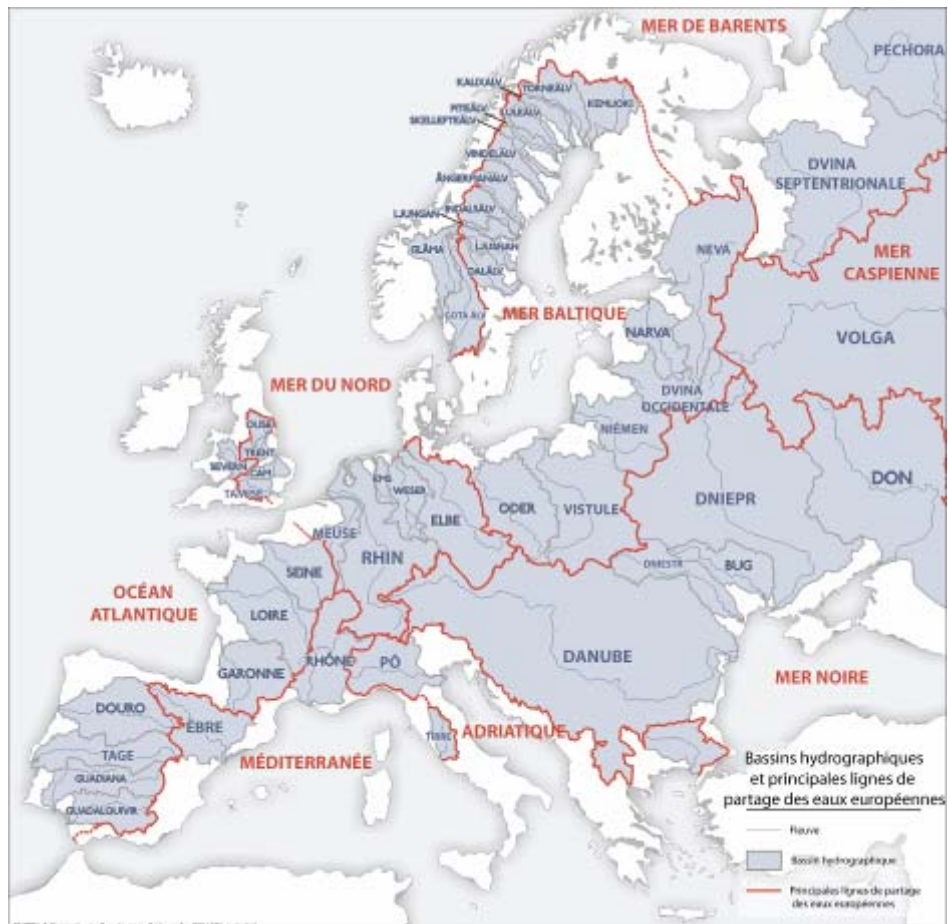 MER DE BARENTS
PECHORA
KALIXÄLV
TORNEÄLV
KEMIJOKI
PITEÄLV
LULEÄLV
SKELLEFTEÄLV
VINDELÄLV
DVINA
SEPTENTRIONALE
ÅNGERMANÄLV
INDALSÄLV
LJUNGAN
GLÅMA
LJUSNAN
DALÄLV
NEVA
MER
CASPIENNE
GOTA ÄLV
MER BALTIQUE
NARVA
VOLGA
MER DU NORD
DVINA
OCCIDENTALE
OUSE
NIÉMEN
TRENT
SEVERN
CAM
TAMISE
EMS
WESER
ELBE
ODER
VISTULE
DNIEPR
DON
MEUSE
RHIN
SEINE
DNIESTR
BUG
OCÉAN
ATLANTIQUE
LOIRE
GARONNE
RHÔNE
PÔ
DANUBE
MER NOIRE
DOURO
ÈBRE
TIBRE
ADRIATIQUE
TAGE
MÉDITERRANÉE
GUADIANA
GUADALQUIVIR
Bassins hydrographiques
et principales lignes de
partage des eaux européennes
Fleuve
Bassin hydrographique
Principales lignes de partage
des eaux européennes